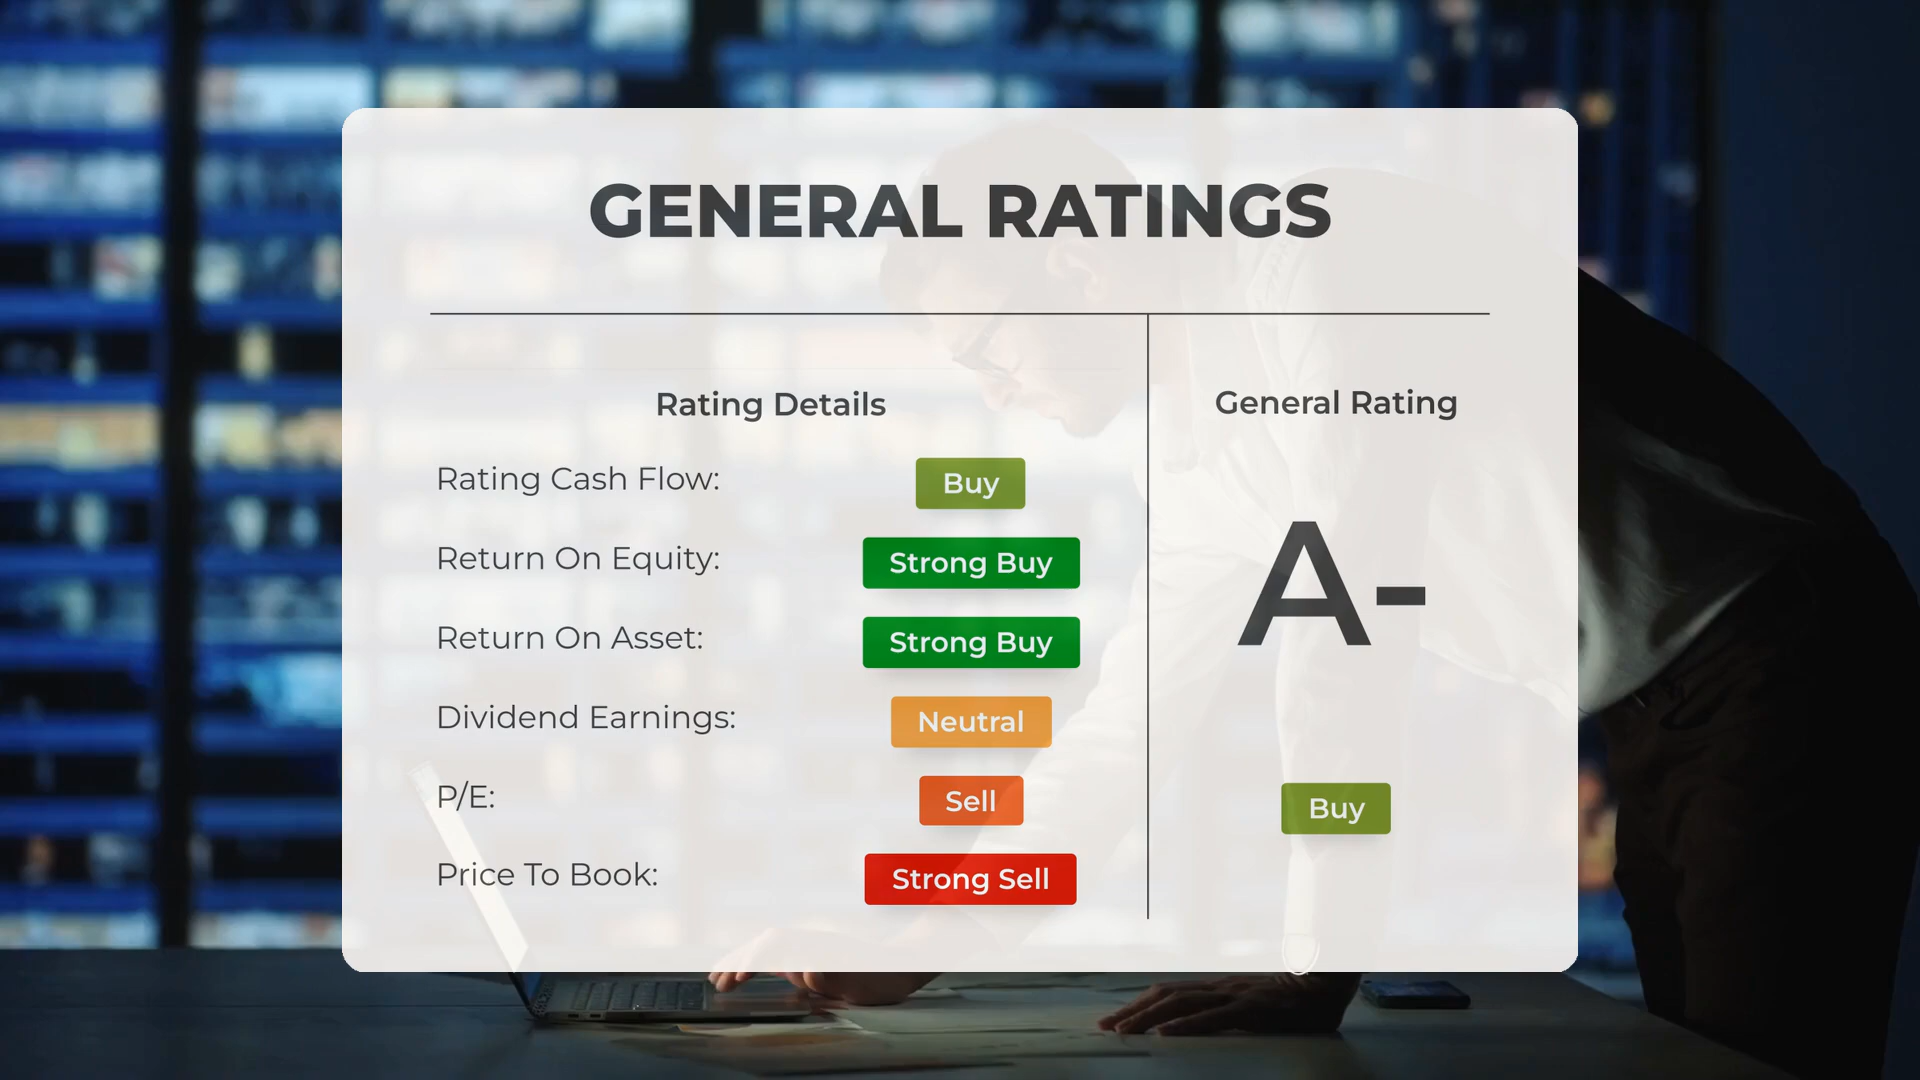 GENERAL RATINGS
Rating Details
Rating Cash Flow: Buy
Return On Equity: Strong Buy
Return On Asset: Strong Buy
Dividend Earnings: Neutral
P/E: Sell
Price To Book: Strong Sell
General Rating
A-
Buy